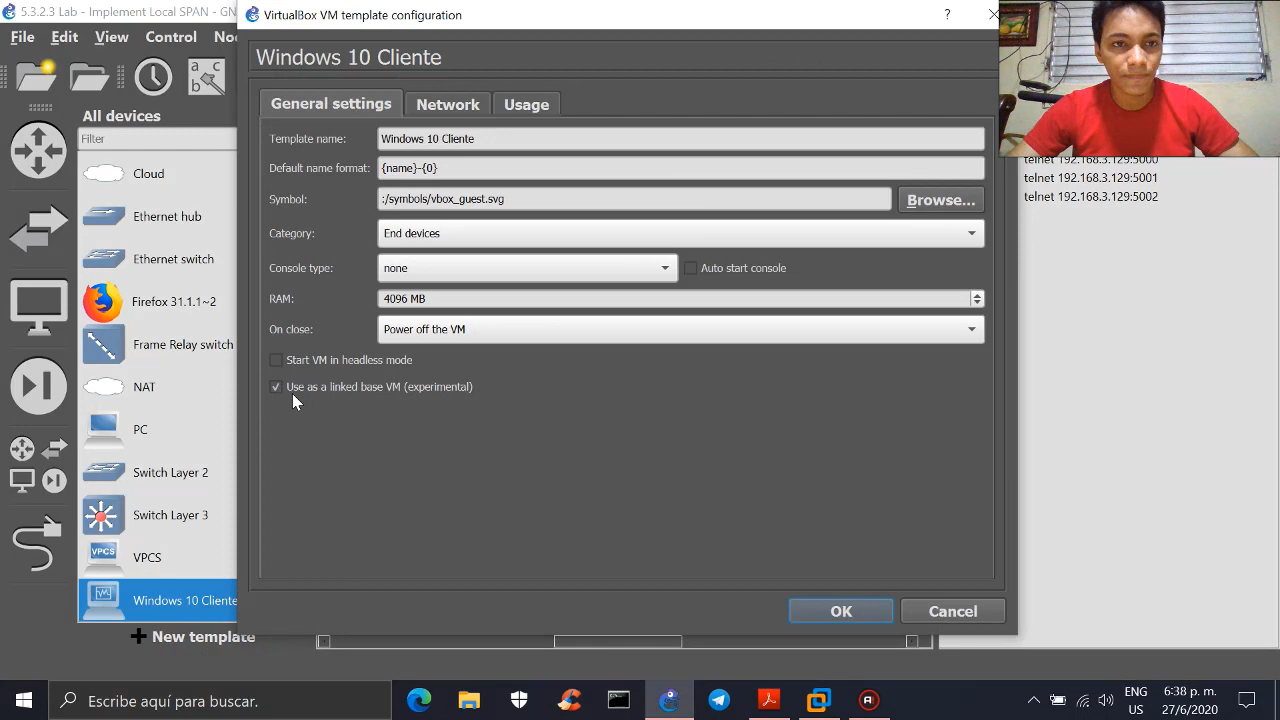 5.3.2.3 Lab - Implement Local SPAN
VirtualBox VM template configuration
?
File Edit View Control
Windows 10 Cliente
a c
b
General settings Network Usage
All devices
Filter
Template name: Windows 10 Cliente
Default name format: {name}-{0}
Symbol: :/symbols/vbox_guest.svg Browse...
Category: End devices
Console type: none Auto start console
RAM: 4096 MB
On close: Power off the VM
Start VM in headless mode
Use as a linked base VM (experimental)
Cloud
Ethernet hub
Ethernet switch
Firefox 31.1.1~2
Frame Relay switch
NAT
PC
Switch Layer 2
Switch Layer 3
VPCS
VPCS
VM
Windows 10 Cliente
New template
OK Cancel
telnet 192.168.3.129:5000
telnet 192.168.3.129:5001
telnet 192.168.3.129:5002
Escribe aquí para buscar.
ENG
US
6:38 p. m.
27/6/2020